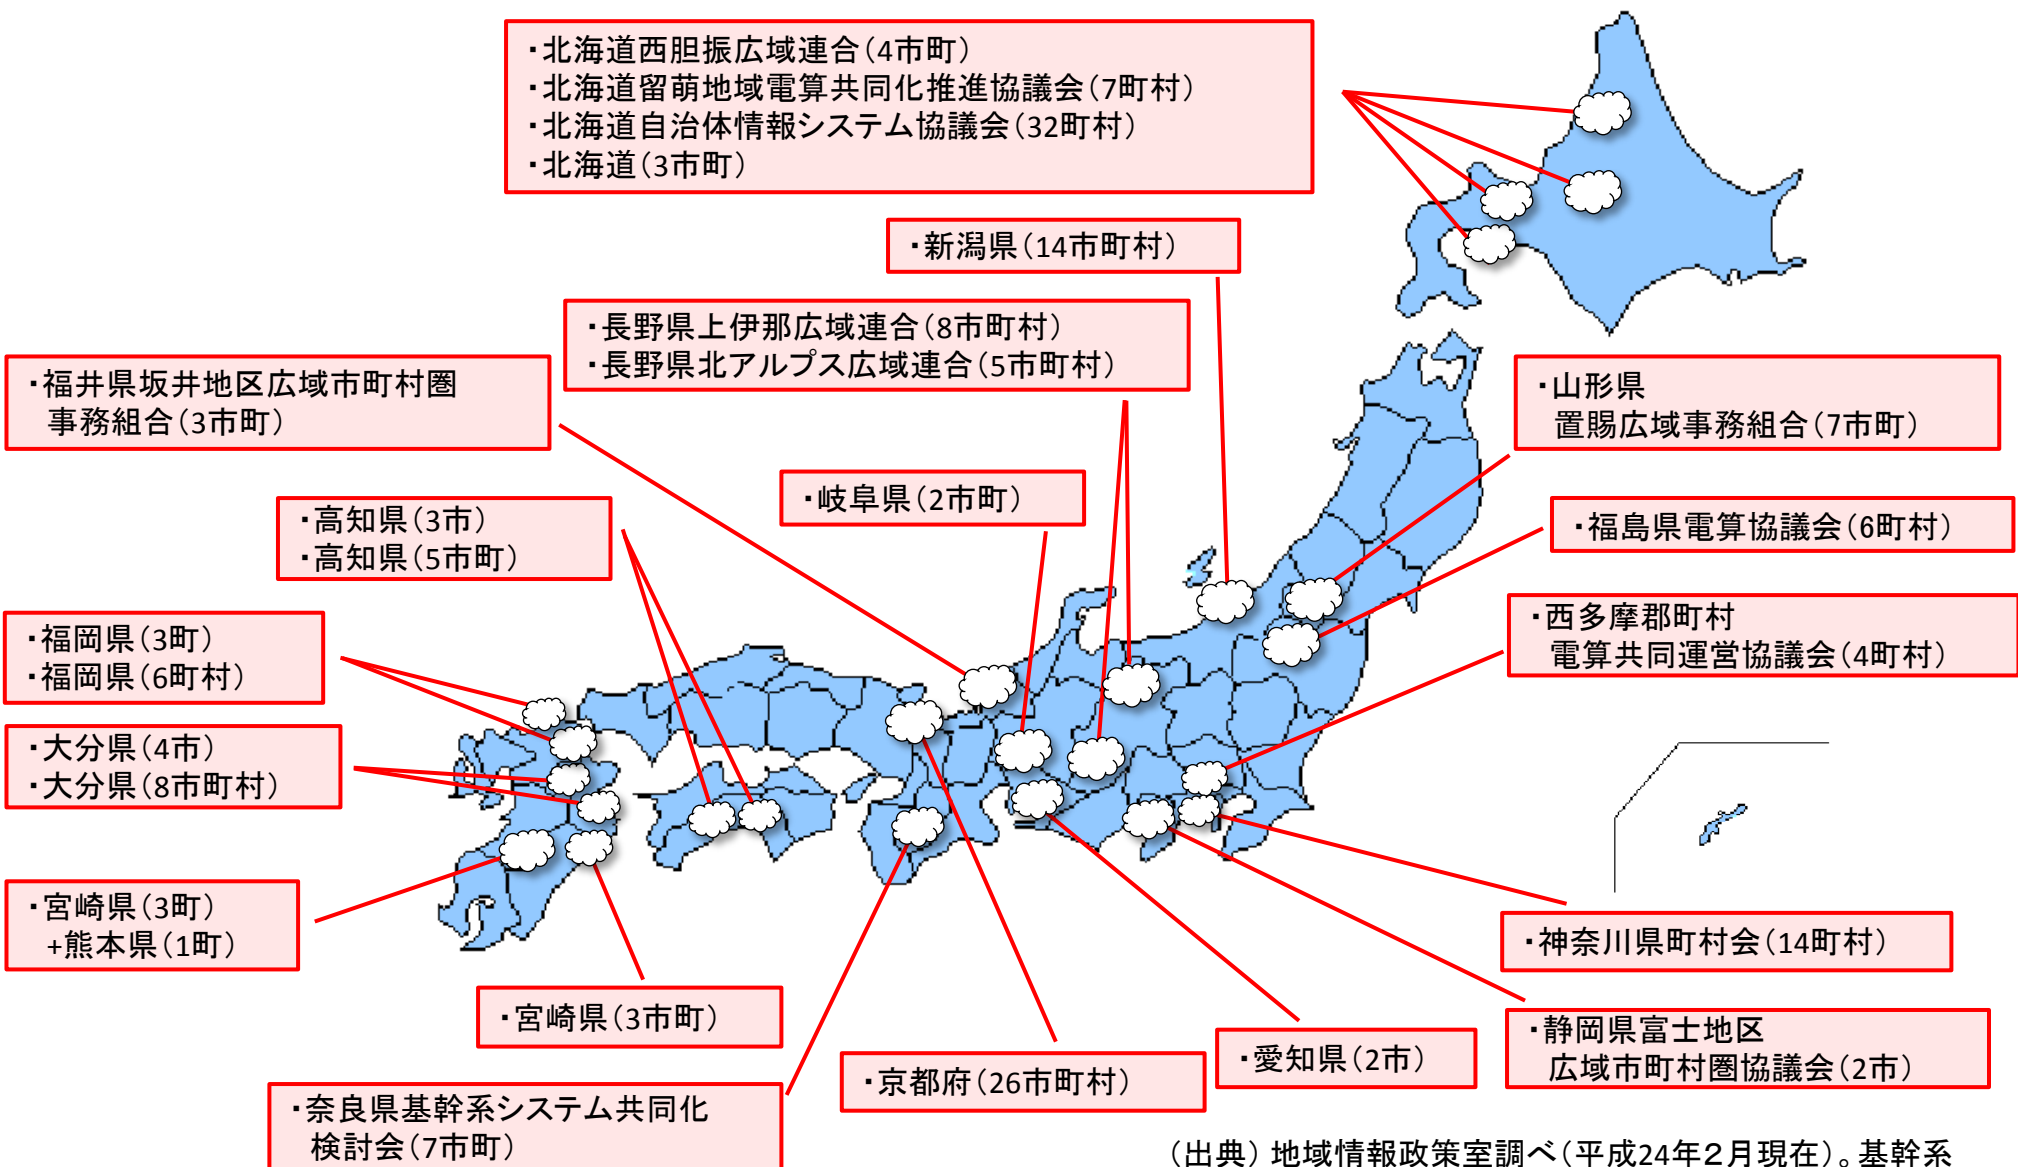 ・北海道西胆振広域連合(4市町)
・北海道留萌地域電算共同化推進協議会(7町村)
・北海道自治体情報システム協議会(32町村)
・北海道(3市町)
・新潟県(14市町村)
・長野県上伊那広域連合(8市町村)
・長野県北アルプス広域連合(5市町村)
・福井県坂井地区広域市町村圏
事務組合(3市町)
・山形県
置賜広域事務組合(7市町)
・岐阜県(2市町)
・高知県(3市)
・高知県(5市町)
・福島県電算協議会(6町村)
・福岡県(3町)
・福岡県(6町村)
・西多摩郡町村
電算共同運営協議会(4町村)
・大分県(4市)
・大分県(8市町村)
・宮崎県(3町)
+熊本県(1町)
・神奈川県町村会(14町村)
・宮崎県(3市町)
・静岡県富士地区
広域市町村圏協議会(2市)
・愛知県(2市)
・京都府(26市町村)
・奈良県基幹系システム共同化
検討会(7市町)
(出典)地域情報政策室調べ(平成24年2月現在)。基幹系